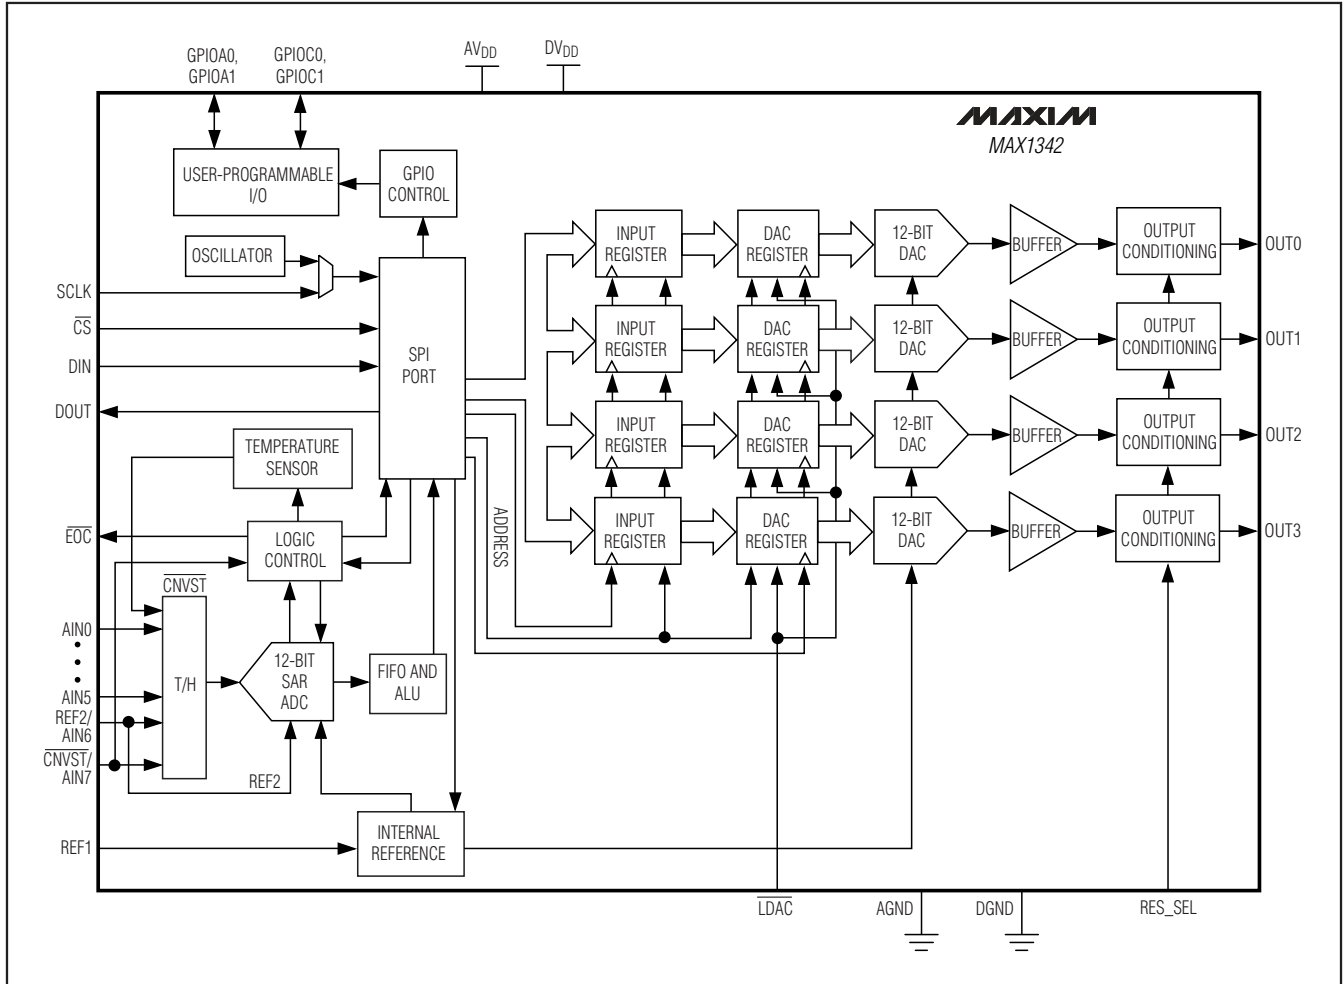 GPIOA0,
GPIOA1
GPIOC0,
GPIOC1
AVDD
DVDD
MAXIM
MAX1342
USER-PROGRAMMABLE
I/O
GPIO
CONTROL
OSCILLATOR
SCLK
CS
DIN
DOUT
SPI
PORT
TEMPERATURE
SENSOR
EOC
LOGIC
CONTROL
CNVST
AIN0
AIN5
REF2/
AIN6
CNVST/
AIN7
T/H
12-BIT
SAR
ADC
FIFO AND
ALU
REF2
REF1
INTERNAL
REFERENCE
ADDRESS
INPUT
REGISTER
DAC
REGISTER
12-BIT
DAC
BUFFER
OUTPUT
CONDITIONING
OUT0
INPUT
REGISTER
DAC
REGISTER
12-BIT
DAC
BUFFER
OUTPUT
CONDITIONING
OUT1
INPUT
REGISTER
DAC
REGISTER
12-BIT
DAC
BUFFER
OUTPUT
CONDITIONING
OUT2
INPUT
REGISTER
DAC
REGISTER
12-BIT
DAC
BUFFER
OUTPUT
CONDITIONING
OUT3
LDAC
AGND
DGND
RES_SEL